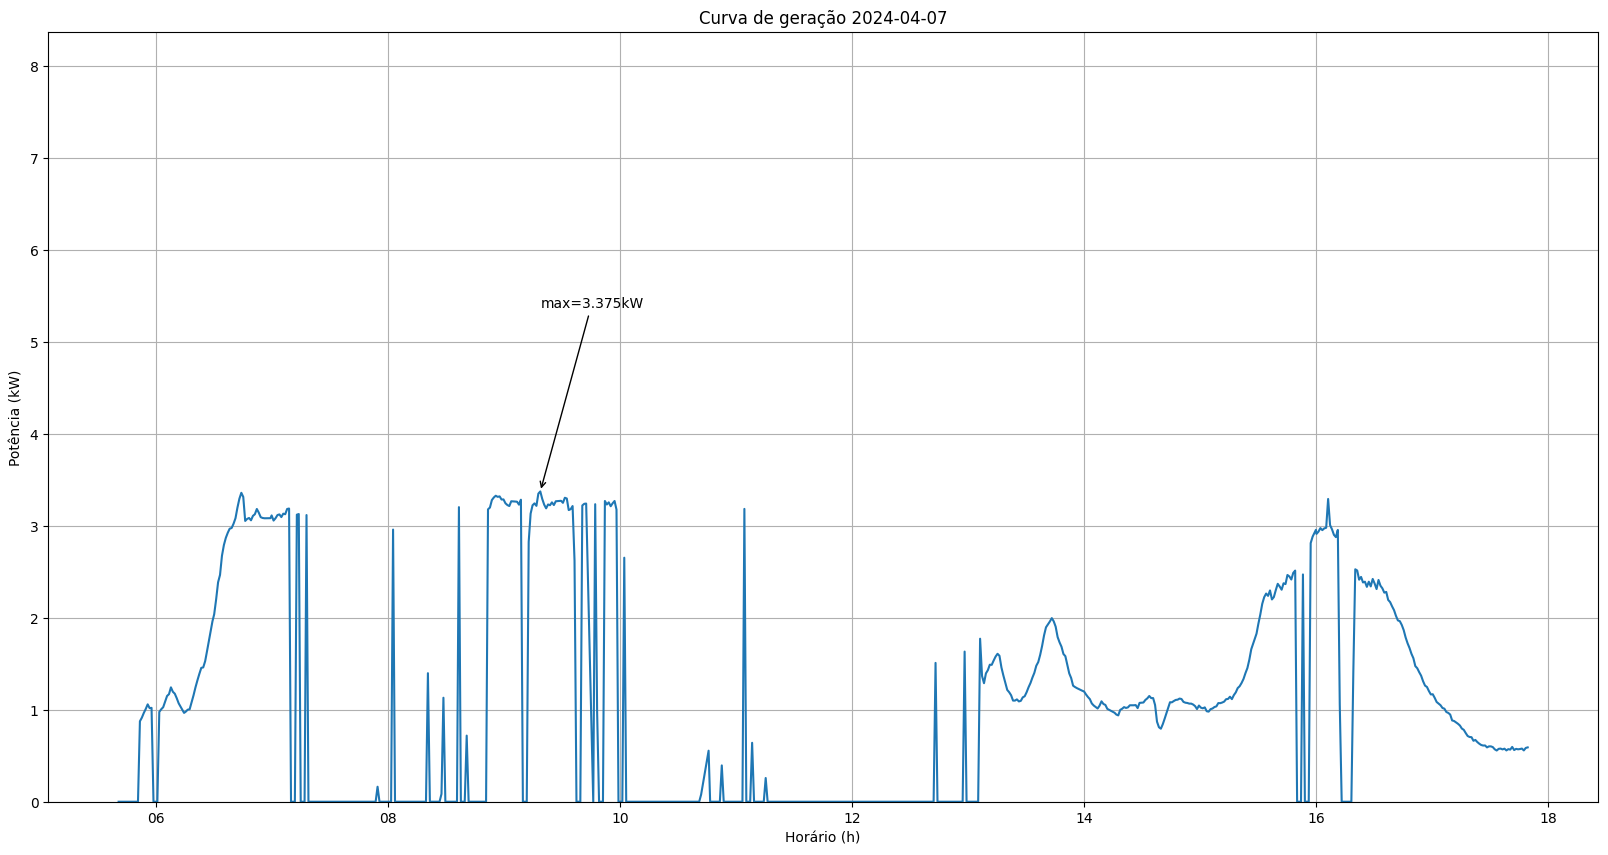 Curva de geração 2024-04-07
8
7
6
5
4
3
2
1
0
Potência (kW)
max=3.375kW
06 08 10 12 14 16 18
Horário (h)